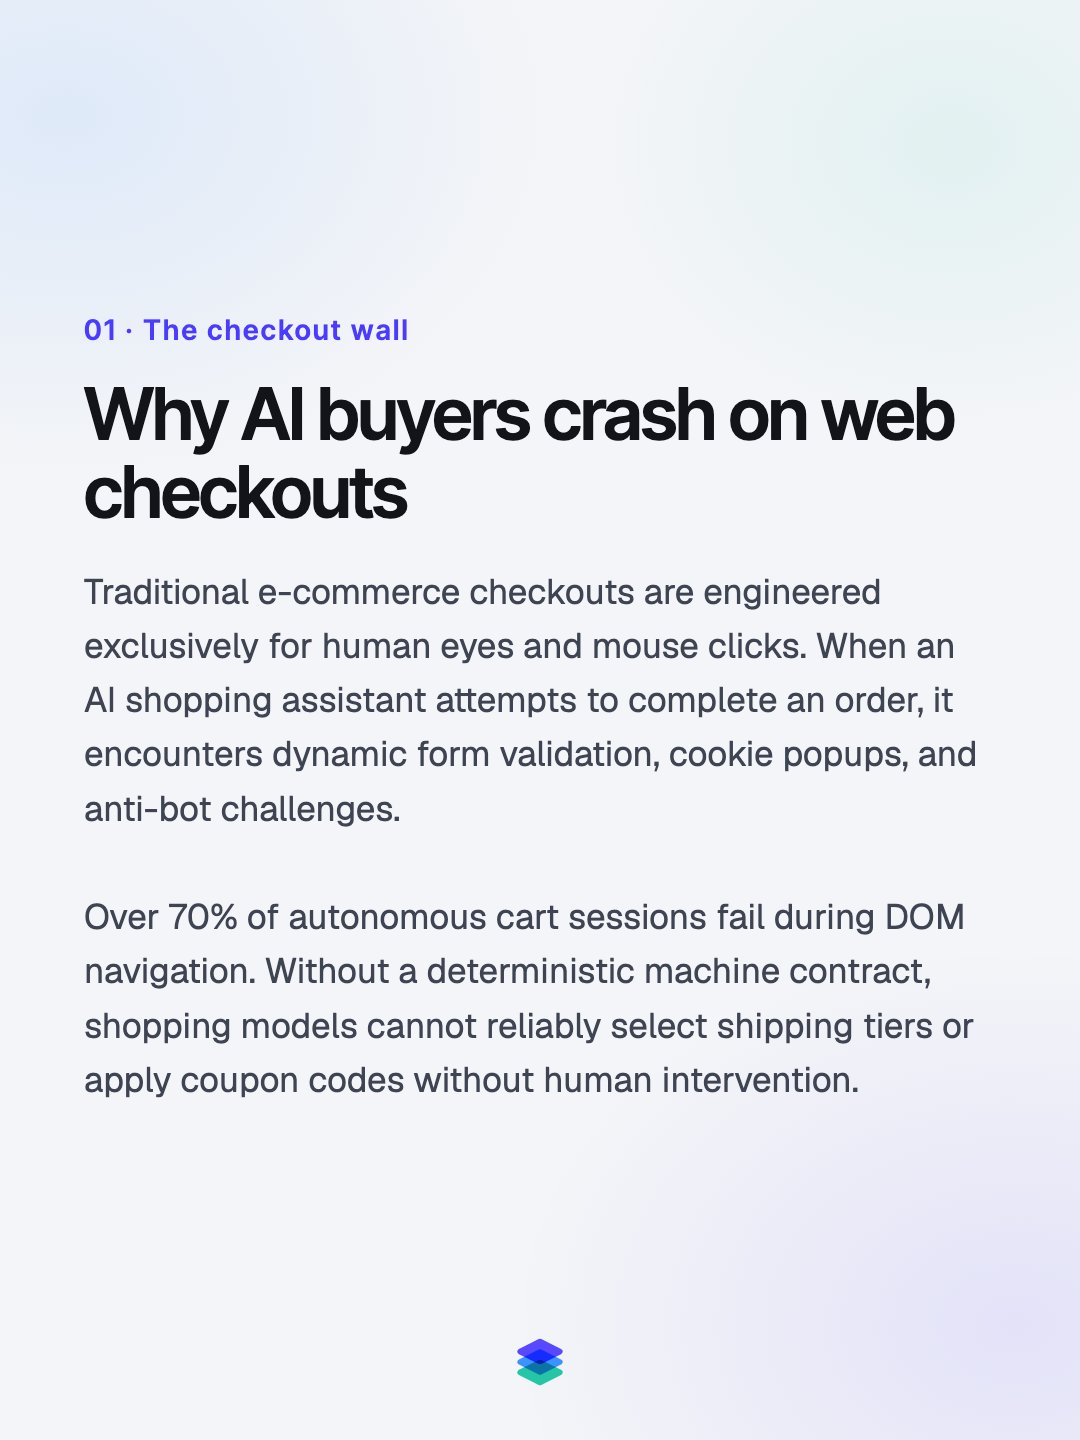 01 · The checkout wall
Why AI buyers crash on web
checkouts
Traditional e-commerce checkouts are engineered
exclusively for human eyes and mouse clicks. When an
AI shopping assistant attempts to complete an order, it
encounters dynamic form validation, cookie popups, and
anti-bot challenges.
Over 70% of autonomous cart sessions fail during DOM
navigation. Without a deterministic machine contract,
shopping models cannot reliably select shipping tiers or
apply coupon codes without human intervention.